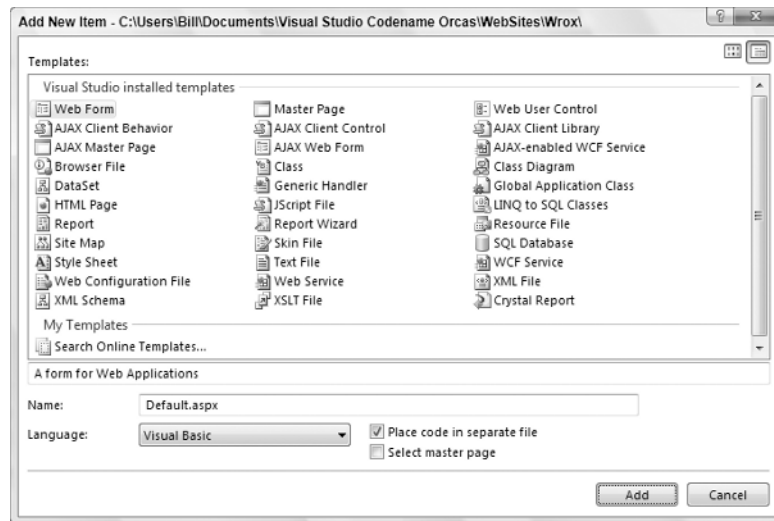 Add New Item - C:\Users\Bill\Documents\Visual Studio Codename Orcas\WebSites\Wrox\
Templates:
Visual Studio installed templates
Web Form Master Page Web User Control
AJAX Client Behavior AJAX Client Control AJAX Client Library
AJAX Master Page AJAX Web Form AJAX-enabled WCF Service
Browser File Class Class Diagram
DataSet Generic Handler Global Application Class
HTML Page JScript File LINQ to SQL Classes
Report Report Wizard Resource File
Site Map Skin File SQL Database
Style Sheet Text File WCF Service
Web Configuration File Web Service XML File
XML Schema XSLT File Crystal Report
My Templates
Search Online Templates...
A form for Web Applications
Name: Default.aspx
Language: Visual Basic Place code in separate file
Select master page
Add Cancel